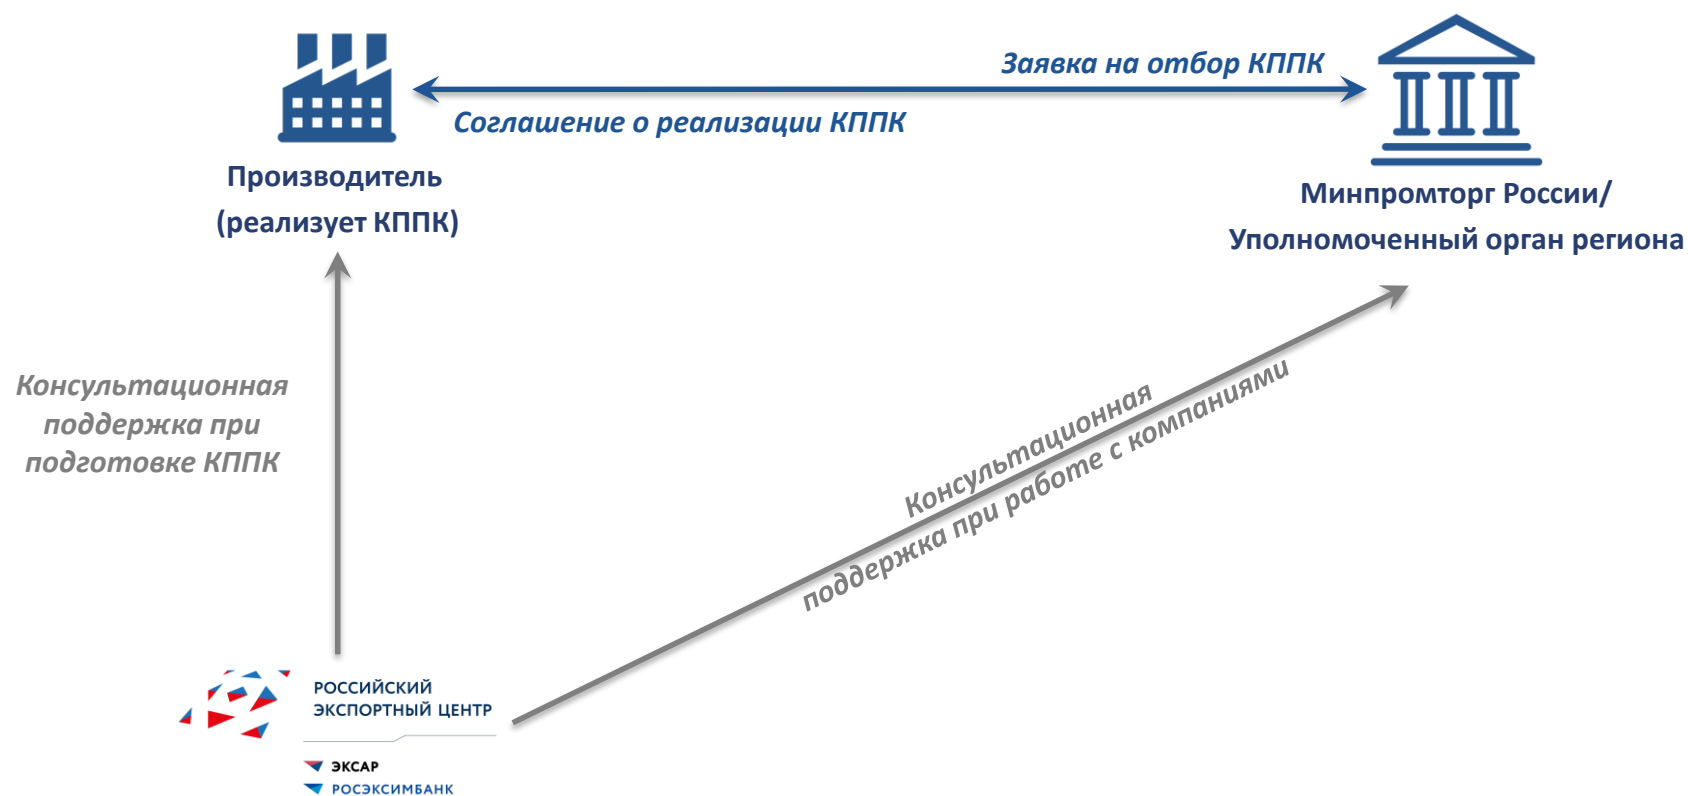 Заявка на отбор КППК
Соглашение о реализации КППК
Производитель
(реализует КППК)
Минпромторг России/
Уполномоченный орган региона
Консультационная
поддержка при
подготовке КППК
Консультационная
поддержка при работе с компаниями
РОССИЙСКИЙ
ЭКСПОРТНЫЙ ЦЕНТР
ЭКСАР
РОСЭКСИМБАНК